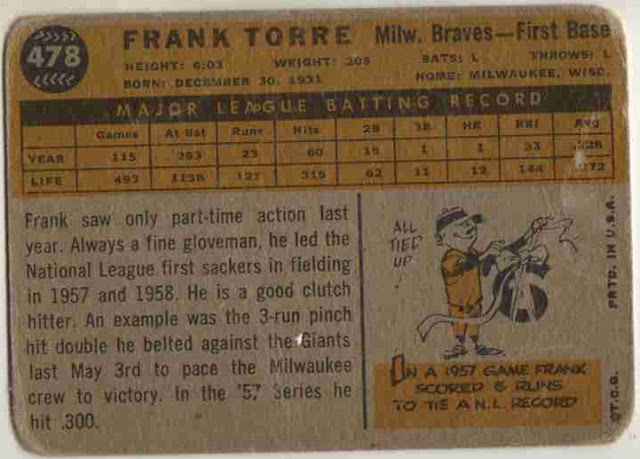 478
FRANK TORRE Milw. Braves—First Base
HEIGHT: 6:03 WEIGHT: 205 BATS: L THROWS: L
BORN: DECEMBER 30, 1931 HOME: MILWAUKEE, WISC.
MAJOR LEAGUE BATTING RECORD
Games At Bat Runs Hits 2B 3B HR RBI Avg
YEAR 115 263 23 60 15 1 1 33 .228
LIFE 493 1158 127 315 62 11 12 144 .272
Frank saw only part-time action last
year. Always a fine gloveman, he led the
National League first sackers in fielding
in 1957 and 1958. He is a good clutch
hitter. An example was the 3-run pinch
hit double he belted against the Giants
last May 3rd to pace the Milwaukee
crew to victory. In the '57 Series he
hit .300.
ALL
TIED
UP
6
IN A 1957 GAME FRANK
SCORED 6 RUNS
TO TIE A N.L. RECORD
©T.C.G. PRTD. IN U.S.A.